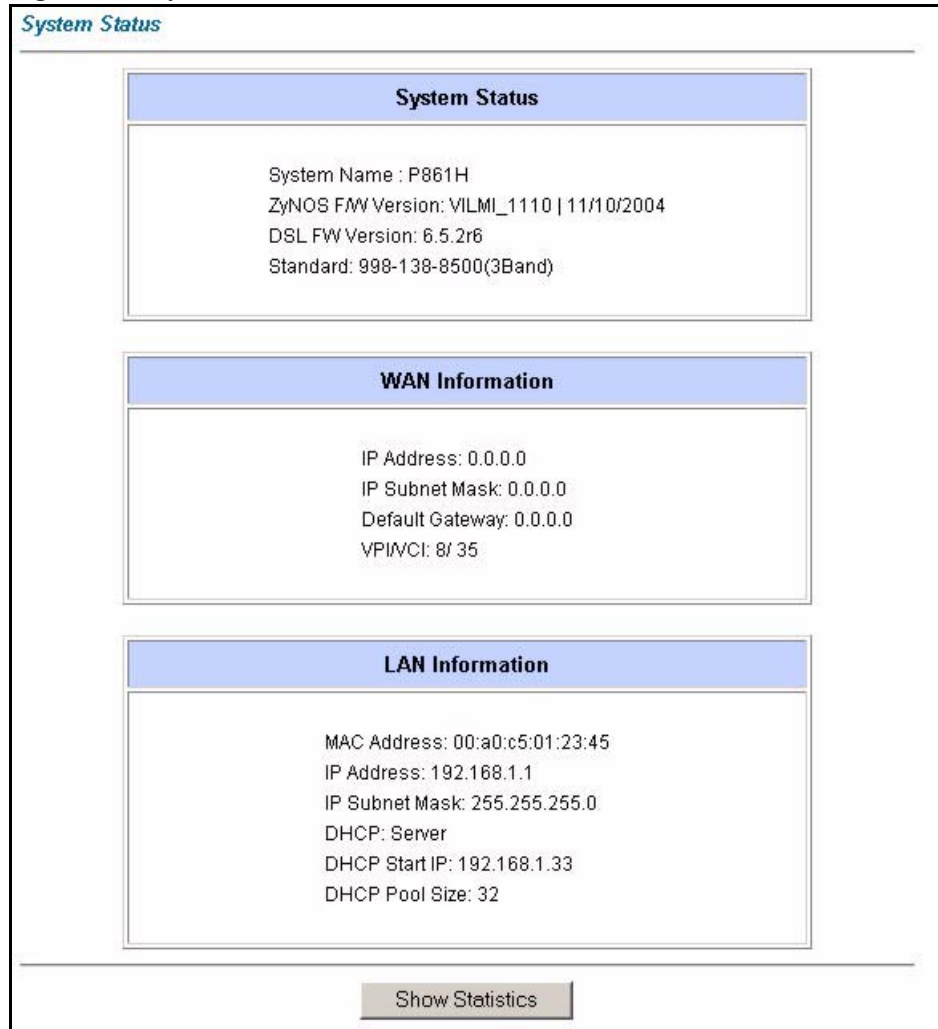 System Status
System Status
System Name : P861H
ZyNOS F/W Version: VILMI_1110 | 11/10/2004
DSL FW Version: 6.5.2r6
Standard: 998-138-8500(3Band)
WAN Information
IP Address: 0.0.0.0
IP Subnet Mask: 0.0.0.0
Default Gateway: 0.0.0.0
VPI/VCI: 8/ 35
LAN Information
MAC Address: 00:a0:c5:01:23:45
IP Address: 192.168.1.1
IP Subnet Mask: 255.255.255.0
DHCP: Server
DHCP Start IP: 192.168.1.33
DHCP Pool Size: 32
Show Statistics